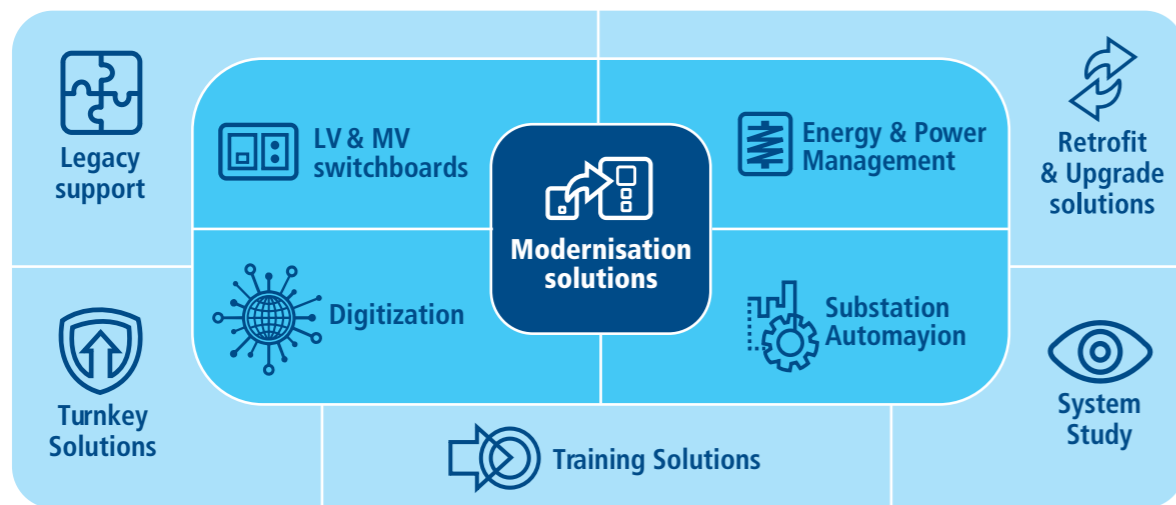 Legacy
support
LV & MV
switchboards
Energy & Power
Management
Retrofit
& Upgrade
solutions
Modernisation
solutions
Digitization
Substation
Automayion
Turnkey
Solutions
Training Solutions
System
Study